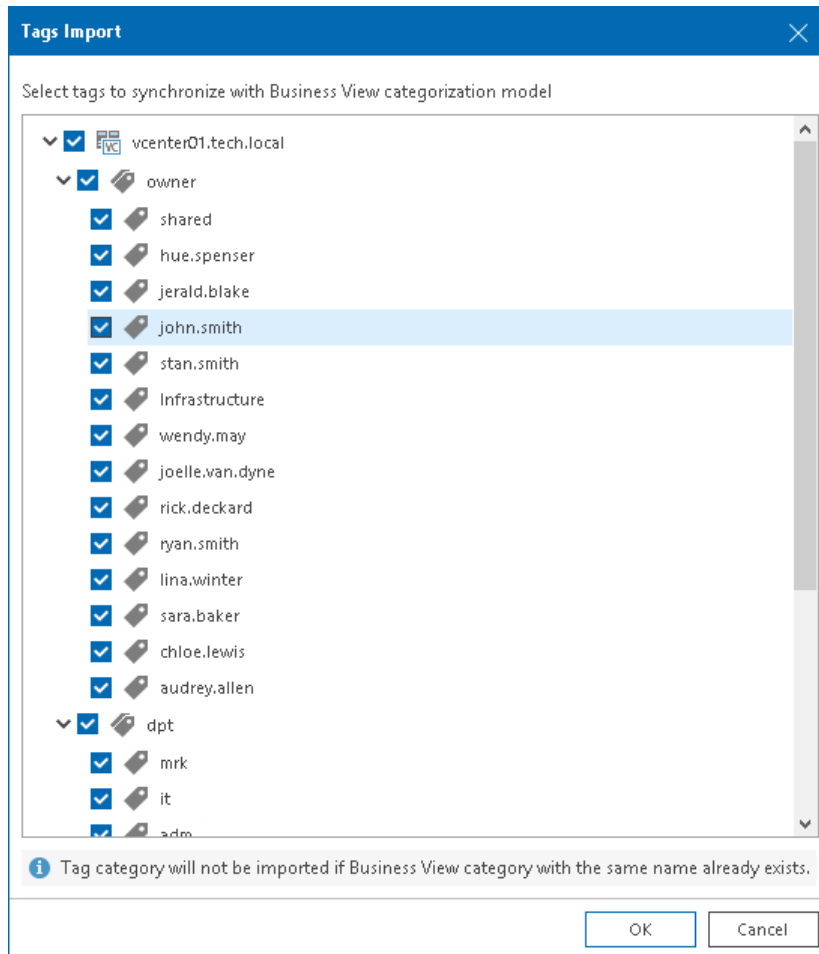 Tags Import
Select tags to synchronize with Business View categorization model
VC vcenter01.tech.local
owner
shared
hue.spenser
jerald.blake
john.smith
stan.smith
Infrastructure
wendy.may
joelle.van.dyne
rick.deckard
ryan.smith
lina.winter
sara.baker
chloe.lewis
audrey.allen
dpt
mrk
it
adm
Tag category will not be imported if Business View category with the same name already exists.
OK Cancel